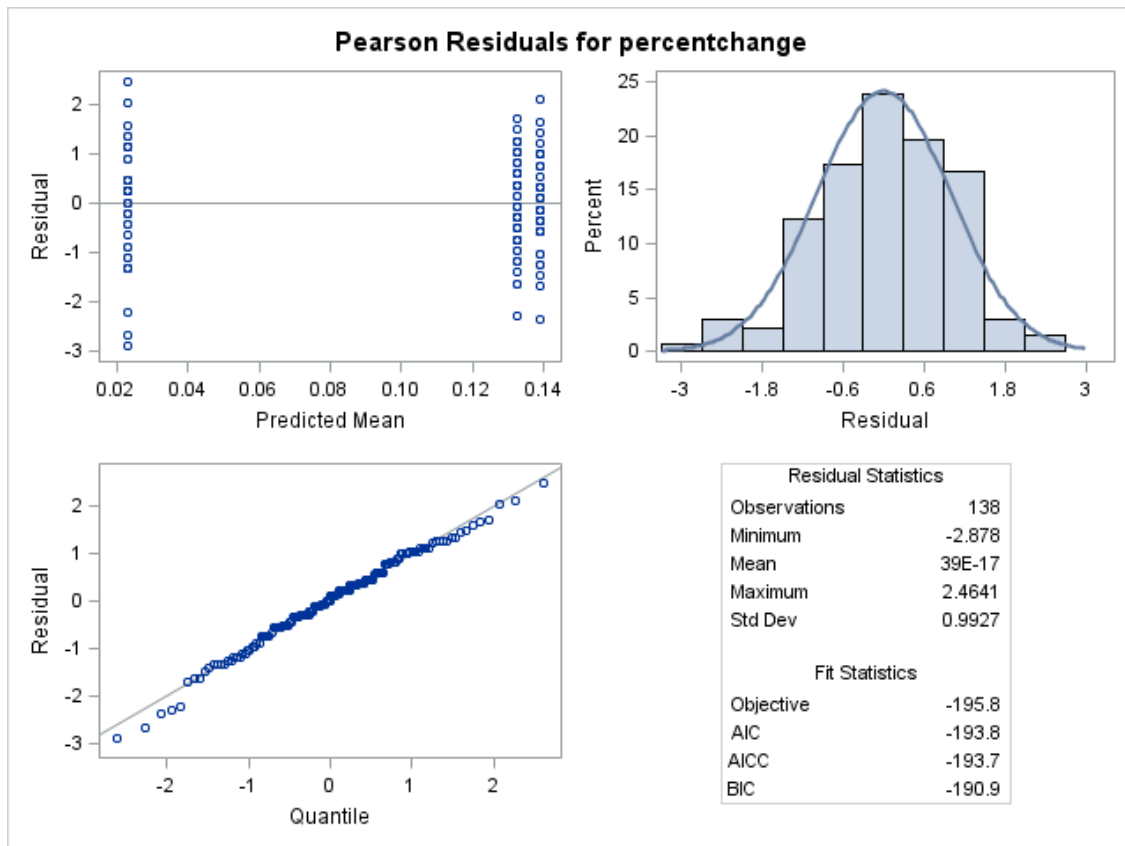 Pearson Residuals for percentchange
2
1
0
-1
-2
-3
Residual
0.02 0.04 0.06 0.08 0.10 0.12 0.14
Predicted Mean
25
20
15
10
5
0
Percent
-3 -1.8 -0.6 0.6 1.8 3
Residual
2
1
0
-1
-2
-3
Residual
-2 -1 0 1 2
Quantile
Residual Statistics
Observations 138
Minimum -2.878
Mean 39E-17
Maximum 2.4641
Std Dev 0.9927
Fit Statistics
Objective -195.8
AIC -193.8
AICC -193.7
BIC -190.9